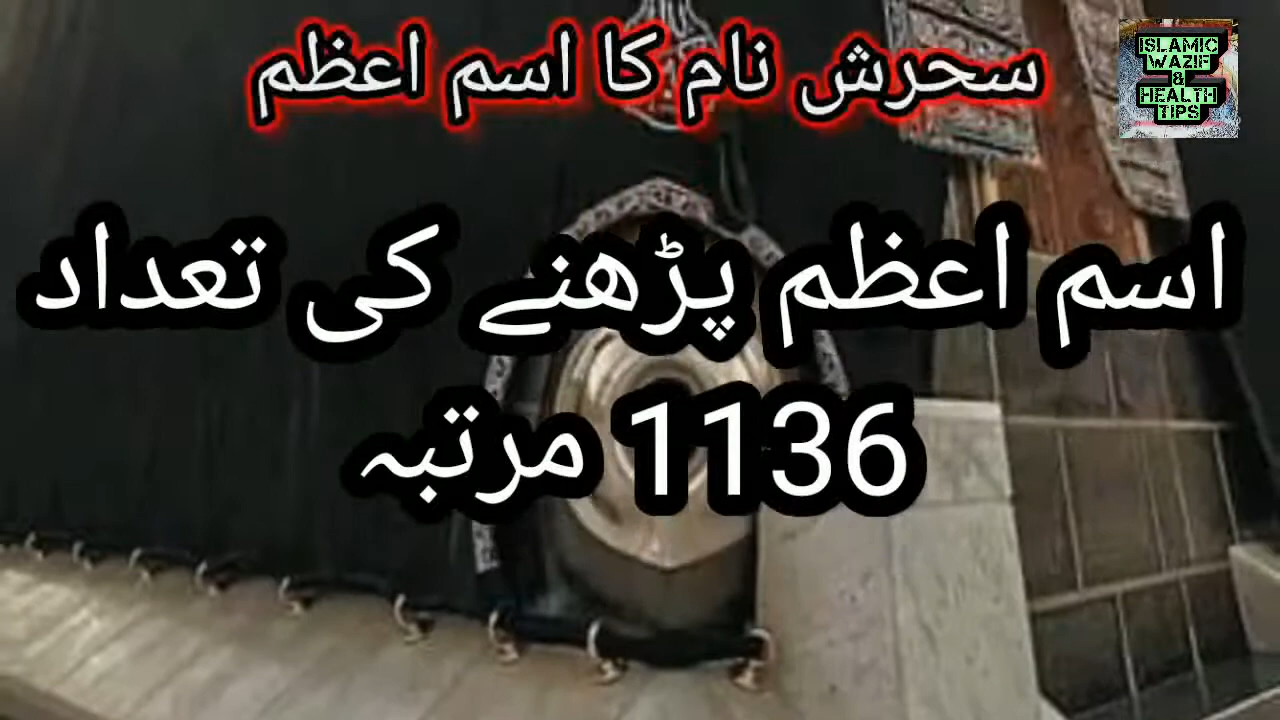 سحرش نام کا اسم اعظم
ISLAMIC
WAZIF
&
HEALTH
TIPS
اسم اعظم پڑھنے کی تعداد
1136 مرتبہ